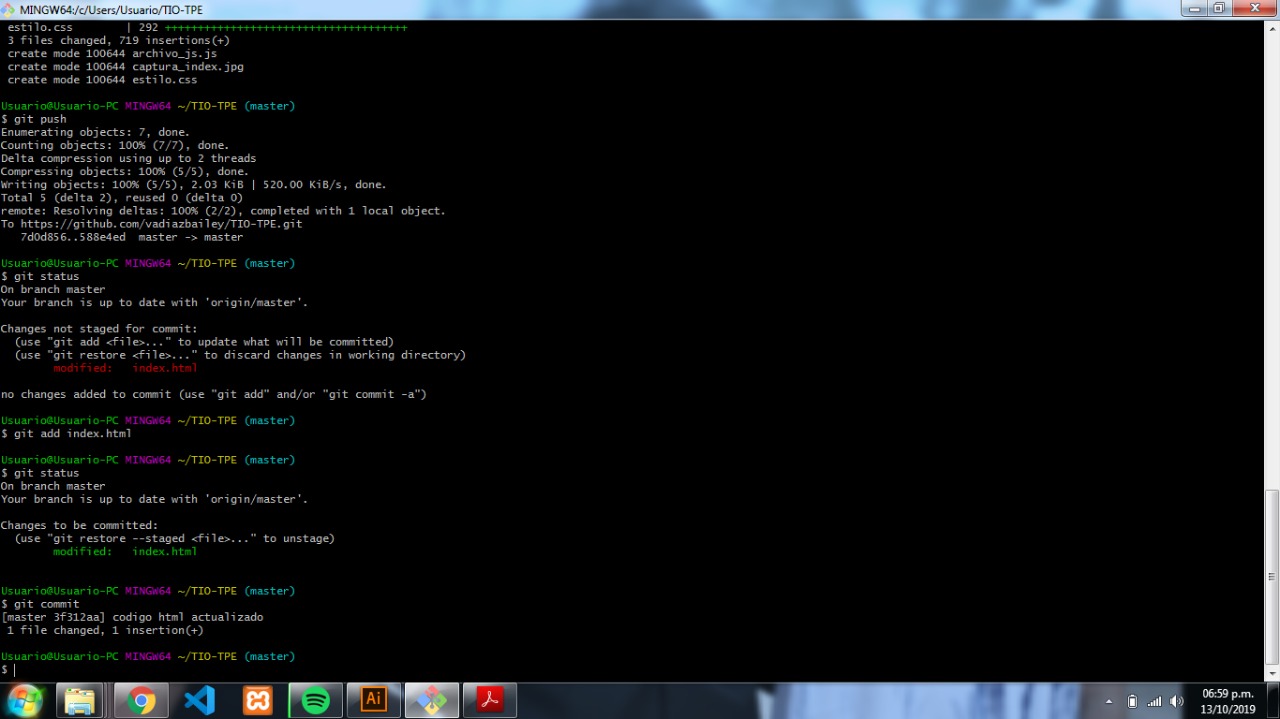 MINGW64:/c/Users/Usuario/TIO-TPE
estilo.css | 292 +++++++++++++++++++++++++++++++++++++
3 files changed, 719 insertions(+)
create mode 100644 archivo_js.js
create mode 100644 captura_index.jpg
create mode 100644 estilo.css
Usuario@Usuario-PC MINGW64 ~/TIO-TPE (master)
$ git push
Enumerating objects: 7, done.
Counting objects: 100% (7/7), done.
Delta compression using up to 2 threads
Compressing objects: 100% (5/5), done.
Writing objects: 100% (5/5), 2.03 KiB | 520.00 KiB/s, done.
Total 5 (delta 2), reused 0 (delta 0)
remote: Resolving deltas: 100% (2/2), completed with 1 local object.
To https://github.com/vadiazbailey/TIO-TPE.git
7d0d856..588e4ed master -> master
Usuario@Usuario-PC MINGW64 ~/TIO-TPE (master)
$ git status
On branch master
Your branch is up to date with 'origin/master'.
Changes not staged for commit:
(use "git add <file>..." to update what will be committed)
(use "git restore <file>..." to discard changes in working directory)
modified: index.html
no changes added to commit (use "git add" and/or "git commit -a")
Usuario@Usuario-PC MINGW64 ~/TIO-TPE (master)
$ git add index.html
Usuario@Usuario-PC MINGW64 ~/TIO-TPE (master)
$ git status
On branch master
Your branch is up to date with 'origin/master'.
Changes to be committed:
(use "git restore --staged <file>..." to unstage)
modified: index.html
Usuario@Usuario-PC MINGW64 ~/TIO-TPE (master)
$ git commit
[master 3f312aa] codigo html actualizado
1 file changed, 1 insertion(+)
Usuario@Usuario-PC MINGW64 ~/TIO-TPE (master)
$
Ai
06:59 p.m.
13/10/2019